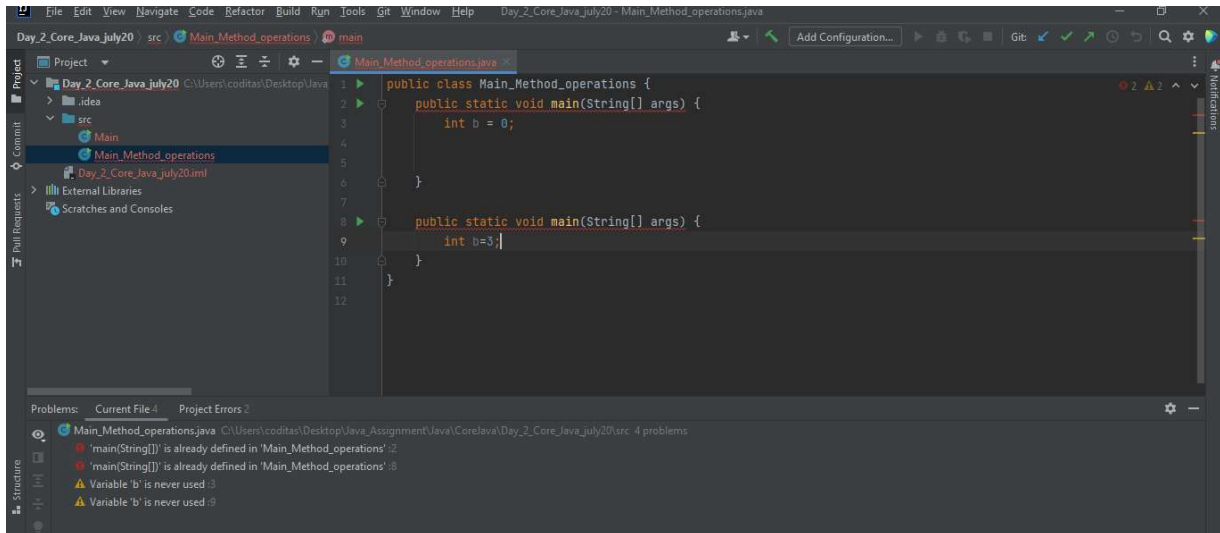 File Edit View Navigate Code Refactor Build Run Tools Git Window Help Day_2_Core_Java_july20 - Main_Method_operations.java
Day_2_Core_Java_july20 src Main_Method_operations main Add Configuration... Git:
Project
Main_Method_operations.java
Day_2_Core_Java_july20 C:\Users\coditas\Desktop\Java
.idea
src
Main
Main_Method_operations
Day_2_Core_Java_july20.iml
External Libraries
Scratches and Consoles
1 public class Main_Method_operations {
2 public static void main(String[] args) {
3 int b = 0;
4
5
6 }
7
8 public static void main(String[] args) {
9 int b=3;
10 }
11 }
12
2 2
Project
Commit
Pull Requests
Structure
Notifications
Problems: Current File 4 Project Errors 2
Main_Method_operations.java C:\Users\coditas\Desktop\Java_Assignment\Java\CoreJava\Day_2_Core_Java_july20\src 4 problems
'main(String[])' is already defined in 'Main_Method_operations' :2
'main(String[])' is already defined in 'Main_Method_operations' :8
Variable 'b' is never used :3
Variable 'b' is never used :9